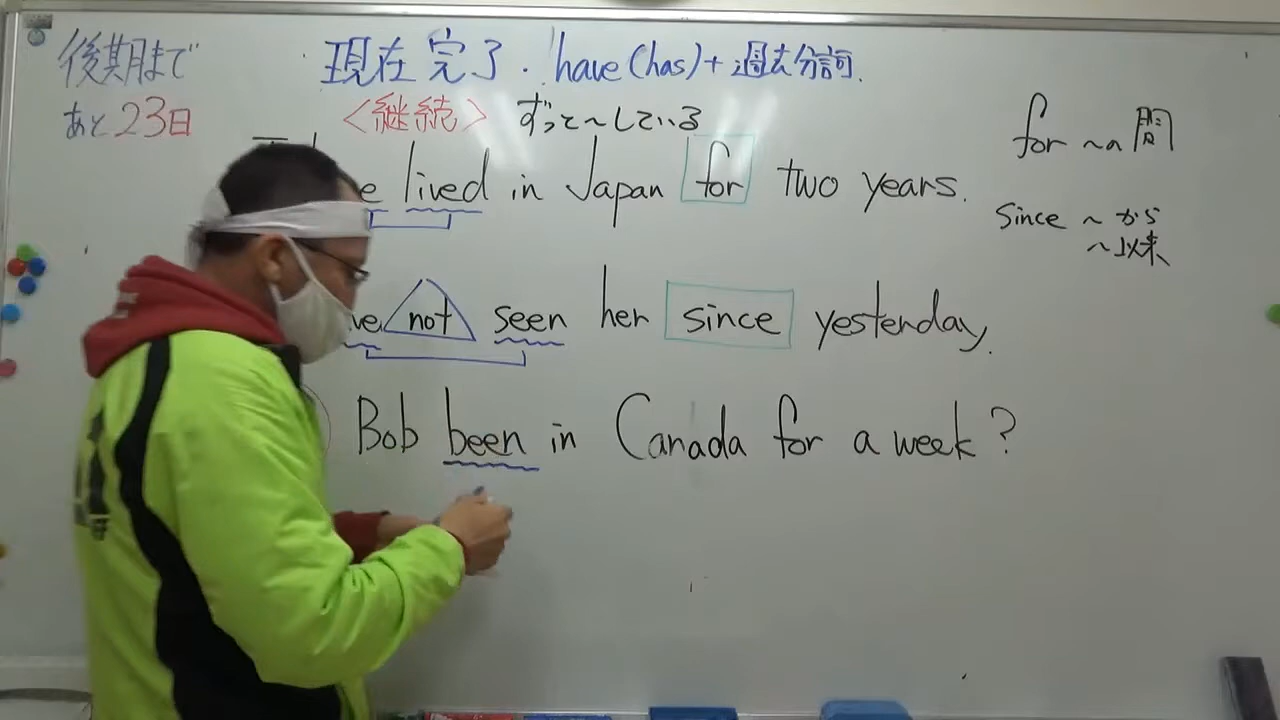 後期まで
あと23日
現在完了. have(has)+過去分詞.
<継続> ずっと~している
lived in Japan for two years.
for ~の間
since ~から
~以来
not seen her since yesterday.
Bob been in Canada for a week?